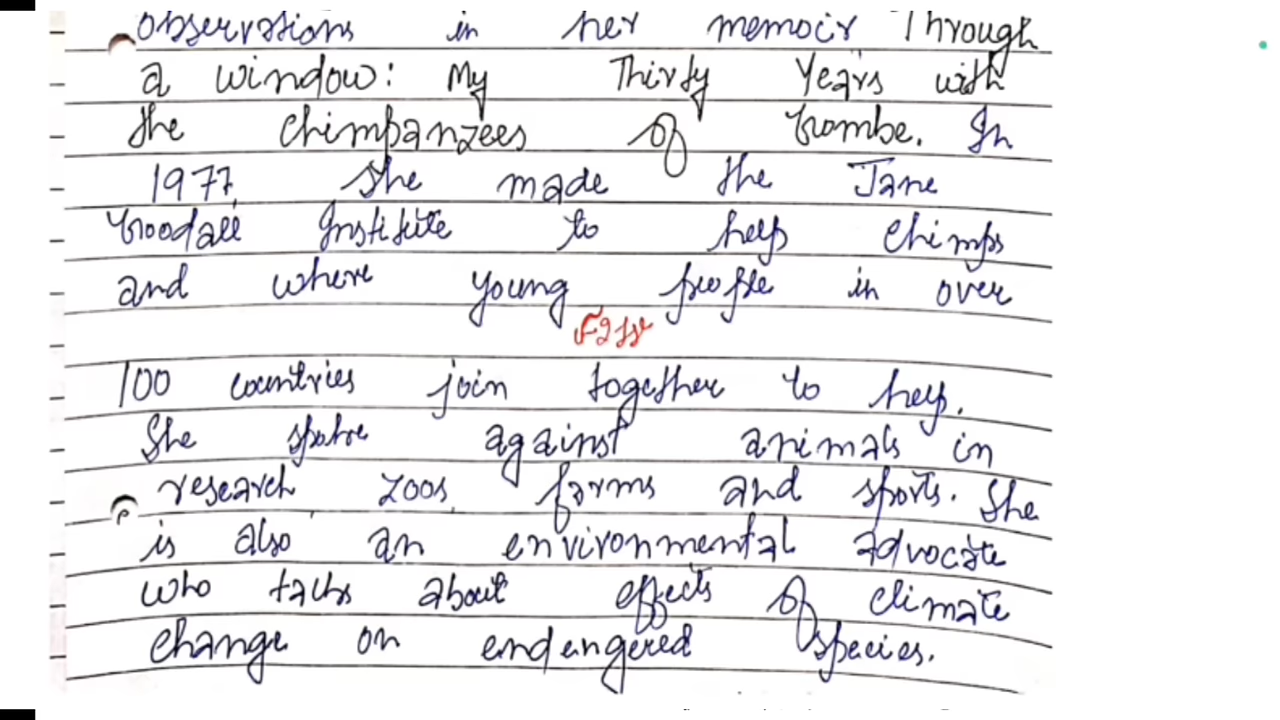 observations in her memoir Through
a window: My Thirty Years with
the chimpanzees of Gombe. In
1977, she made the Jane
Goodall Institute to help chimps
and where young people in over
100 countries join together to help.
She spoke against animals in
research, zoos, farms and sports. She
is also an environmental advocate
who talks about effects of climate
change on endangered species.